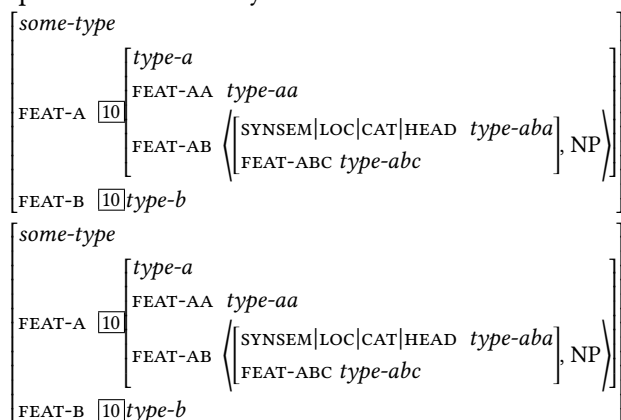 some-type
type-a
FEAT-AA type-aa
FEAT-A 10
SYNSEM|LOC|CAT|HEAD type-aba
FEAT-AB ⟨ , NP⟩
FEAT-ABC type-abc
FEAT-B 10 type-b
some-type
type-a
FEAT-AA type-aa
FEAT-A 10
SYNSEM|LOC|CAT|HEAD type-aba
FEAT-AB ⟨ , NP⟩
FEAT-ABC type-abc
FEAT-B 10 type-b